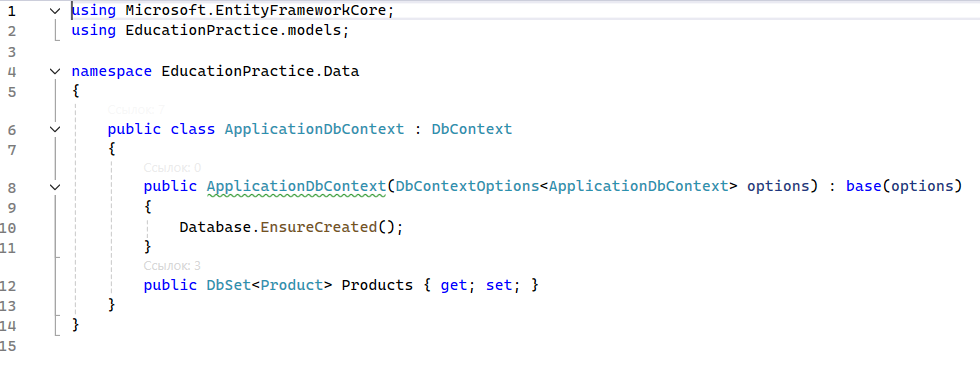 1 using Microsoft.EntityFrameworkCore;
2 using EducationPractice.models;
3
4 namespace EducationPractice.Data
5 {
Ссылок: 7
6 public class ApplicationDbContext : DbContext
7 {
Ссылок: 0
8 public ApplicationDbContext(DbContextOptions<ApplicationDbContext> options) : base(options)
9 {
10 Database.EnsureCreated();
11 }
Ссылок: 3
12 public DbSet<Product> Products { get; set; }
13 }
14 }
15